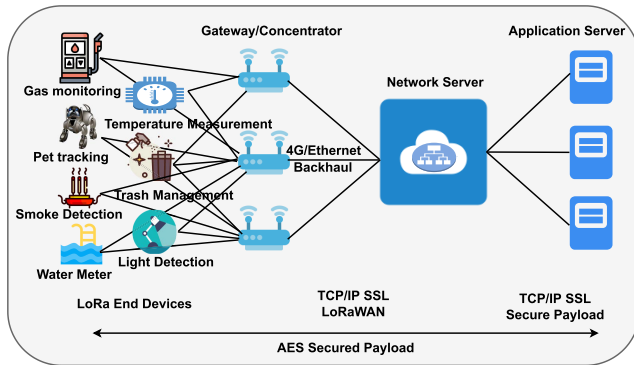 Gateway/Concentrator
Application Server
Network Server
Gas monitoring
Temperature Measurement
Pet tracking
4G/Ethernet
Backhaul
Trash Management
Smoke Detection
Light Detection
Water Meter
LoRa End Devices
TCP/IP SSL
LoRaWAN
TCP/IP SSL
Secure Payload
AES Secured Payload